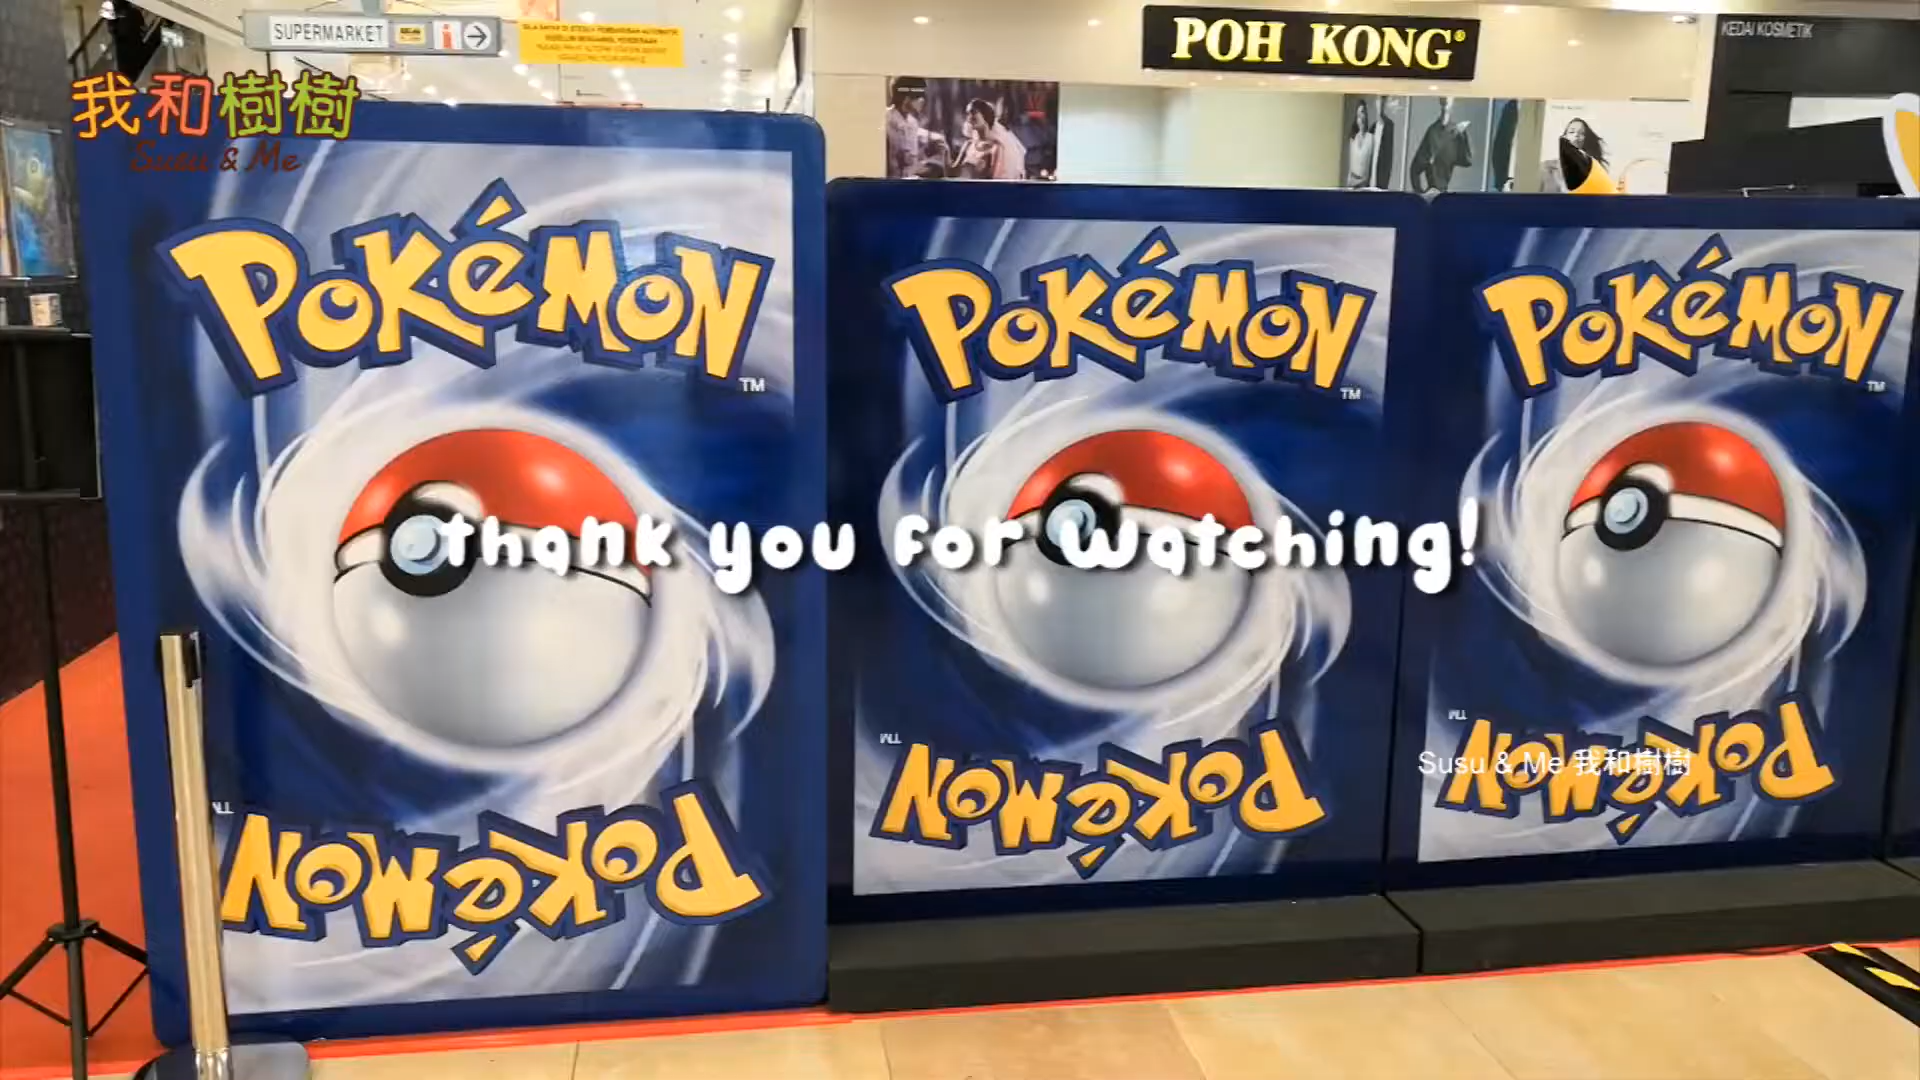 SUPERMARKET
POH KONG®
KEDAI KOSMETIK
我和樹樹
Susu & Me
POKéMON
TM
POKéMON
TM
POKéMON
TM
Thank you for watching!
Susu & Me 我和樹樹
TM
POKéMON
TM
POKéMON
TM
POKéMON